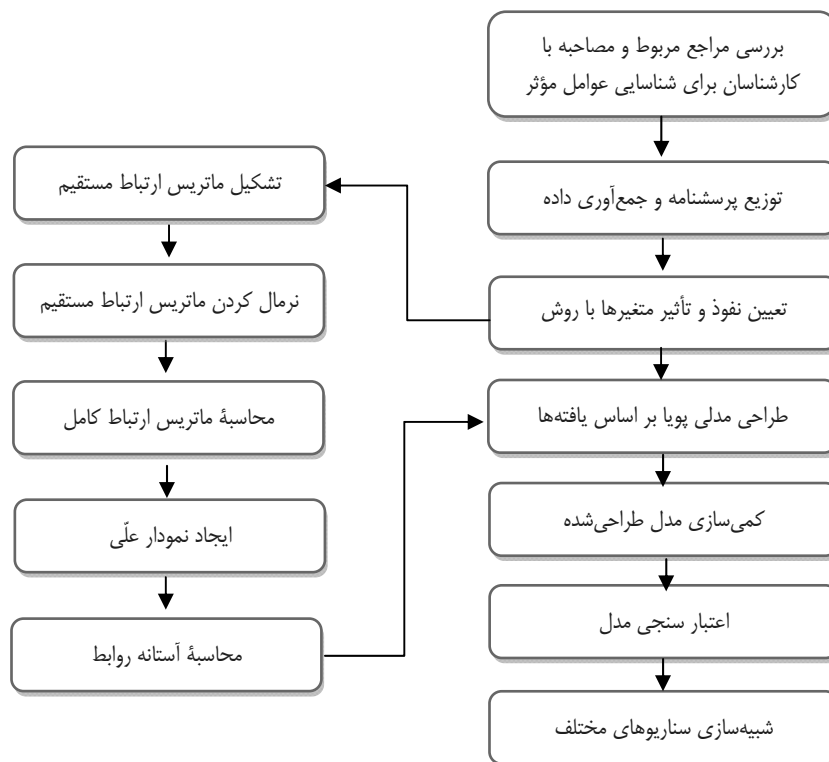 بررسی مراجع مربوط و مصاحبه با
کارشناسان برای شناسایی عوامل مؤثر
توزیع پرسشنامه و جمع‌آوری داده
تعیین نفوذ و تأثیر متغیرها با روش
طراحی مدلی پویا بر اساس یافته‌ها
کمی‌سازی مدل طراحی‌شده
اعتبار سنجی مدل
شبیه‌سازی سناریوهای مختلف
تشکیل ماتریس ارتباط مستقیم
نرمال کردن ماتریس ارتباط مستقیم
محاسبۀ ماتریس ارتباط کامل
ایجاد نمودار علّی
محاسبۀ آستانه روابط